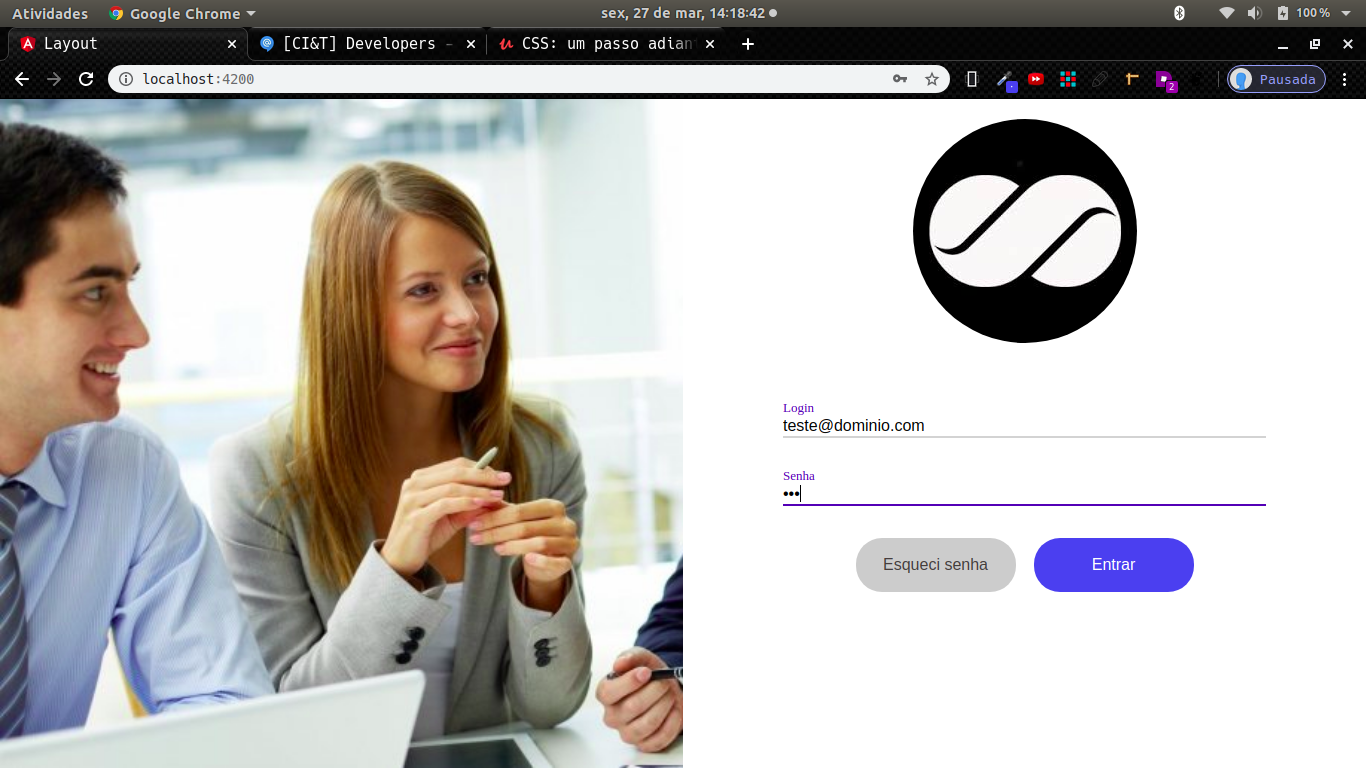 Atividades Google Chrome sex, 27 de mar, 14:18:42 100 %
Layout [CI&T] Developers - CSS: um passo adian
localhost:4200 2 Pausada
Login
teste@dominio.com
Senha
•••
Esqueci senha Entrar